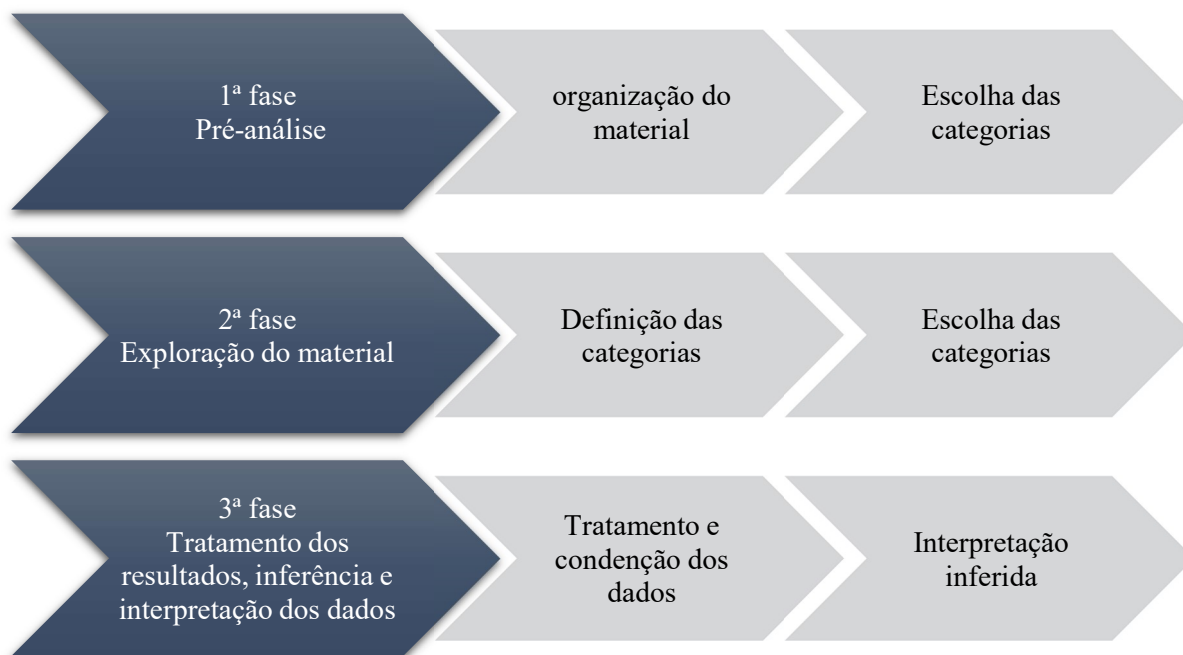 1ª fase
Pré-análise
organização do
material
Escolha das
categorias
2ª fase
Exploração do material
Definição das
categorias
Escolha das
categorias
3ª fase
Tratamento dos
resultados, inferência e
interpretação dos dados
Tratamento e
condenção dos
dados
Interpretação
inferida